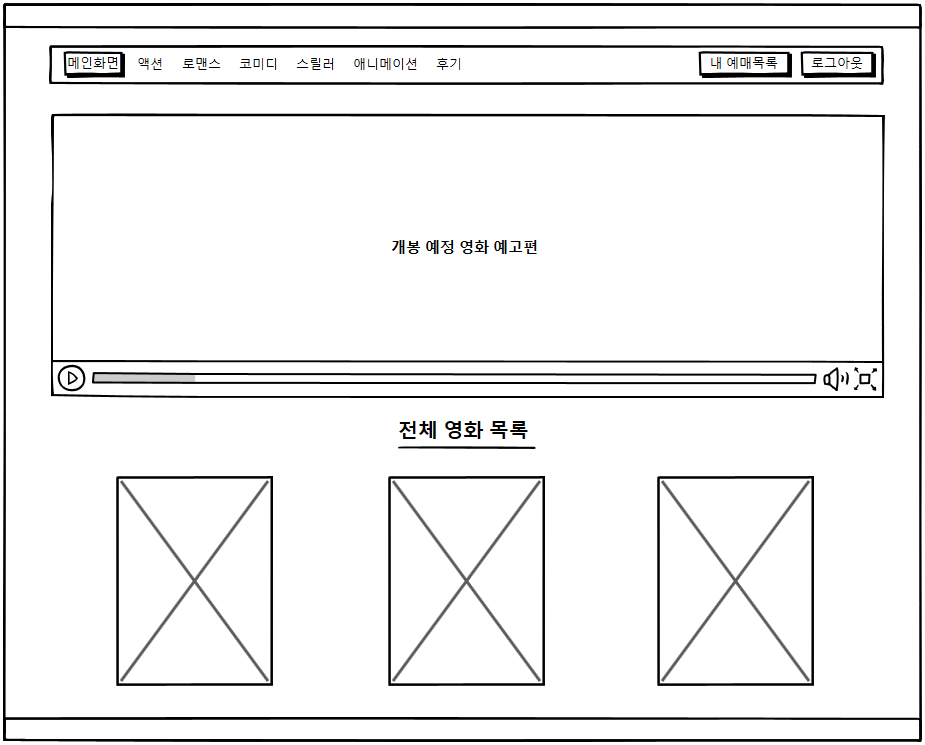 메인화면 액션 로맨스 코미디 스릴러 애니메이션 후기 내 예매목록 로그아웃
개봉 예정 영화 예고편
전체 영화 목록